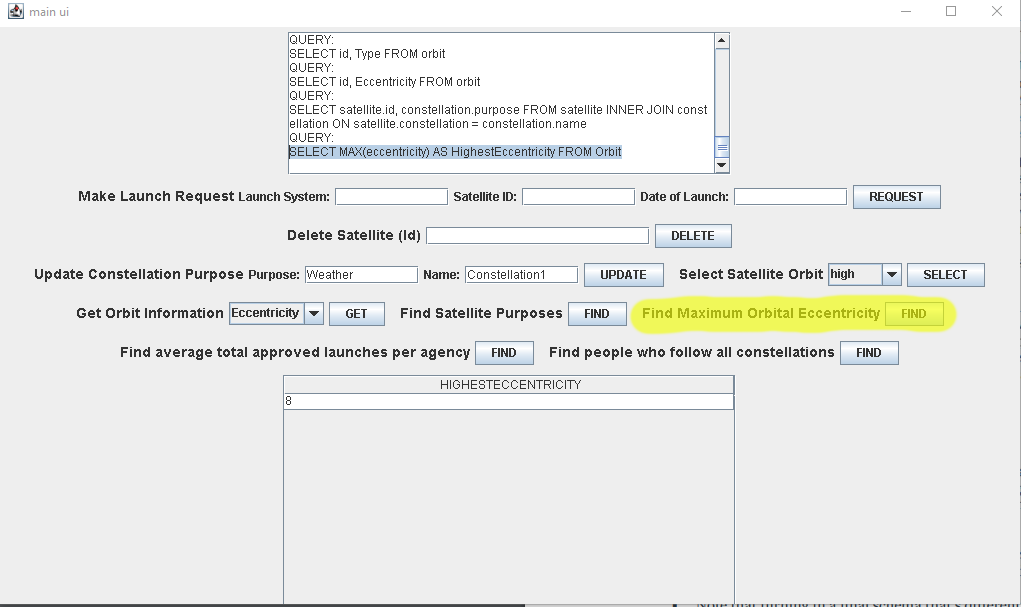 main ui
QUERY:
SELECT id, Type FROM orbit
QUERY:
SELECT id, Eccentricity FROM orbit
QUERY:
SELECT satellite.id, constellation.purpose FROM satellite INNER JOIN const
ellation ON satellite.constellation = constellation.name
QUERY:
SELECT MAX(eccentricity) AS HighestEccentricity FROM Orbit
Make Launch Request Launch System: Satellite ID: Date of Launch: REQUEST
Delete Satellite (Id) DELETE
Update Constellation Purpose Purpose: Weather Name: Constellation1 UPDATE Select Satellite Orbit high SELECT
Get Orbit Information Eccentricity GET Find Satellite Purposes FIND Find Maximum Orbital Eccentricity FIND
Find average total approved launches per agency FIND Find people who follow all constellations FIND
HIGHESTECCENTRICITY
8